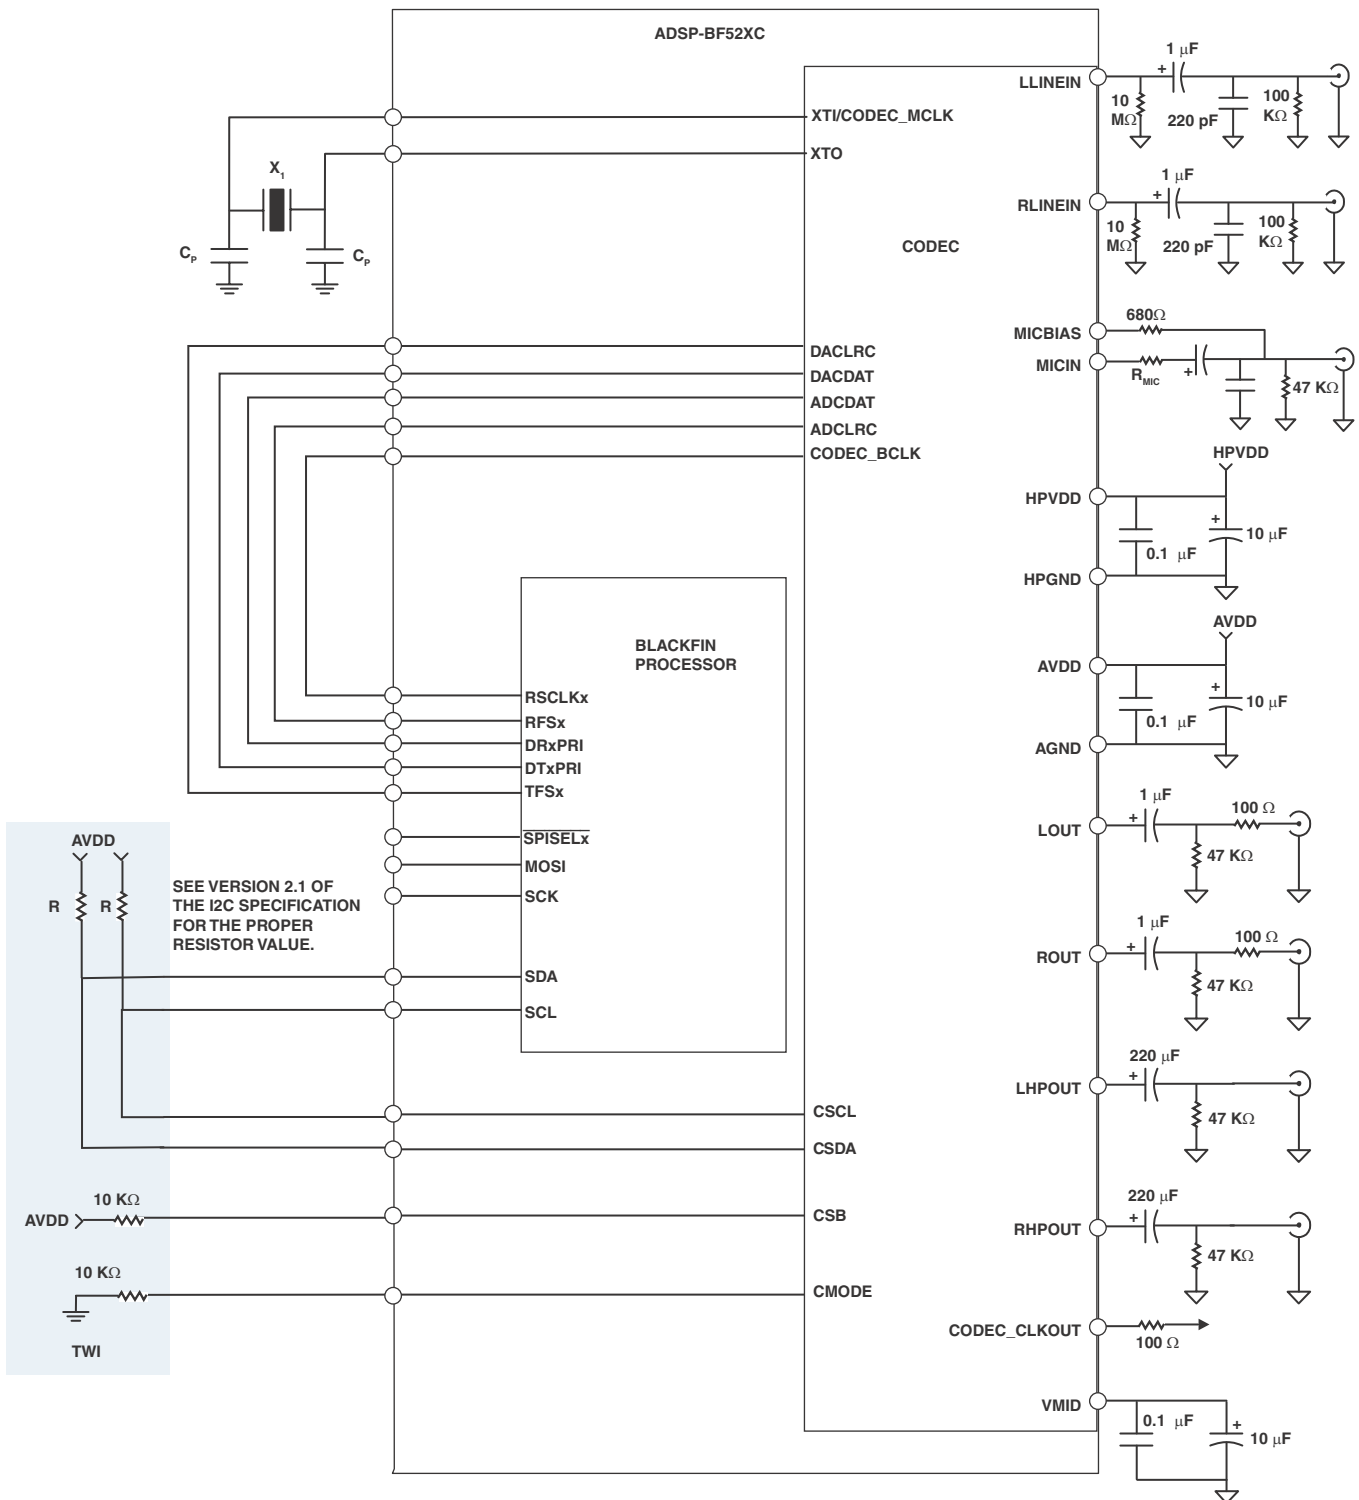 ADSP-BF52XC
XTI/CODEC_MCLK
XTO
X1
CP
CP
CODEC
DACLRC
DACDAT
ADCDAT
ADCLRC
CODEC_BCLK
BLACKFIN
PROCESSOR
RSCLKx
RFSx
DRxPRI
DTxPRI
TFSx
SPISELx
MOSI
SCK
SDA
SCL
AVDD
R
R
SEE VERSION 2.1 OF
THE I2C SPECIFICATION
FOR THE PROPER
RESISTOR VALUE.
CSCL
CSDA
10 KΩ
AVDD
CSB
10 KΩ
CMODE
TWI
LLINEIN
1 μF
10
MΩ
220 pF
100
KΩ
RLINEIN
1 μF
10
MΩ
220 pF
100
KΩ
MICBIAS
680Ω
MICIN
RMIC
+
47 KΩ
HPVDD
HPVDD
+
0.1 μF
10 μF
HPGND
AVDD
AVDD
+
0.1 μF
10 μF
AGND
LOUT
1 μF
+
100 Ω
47 KΩ
ROUT
1 μF
+
100 Ω
47 KΩ
LHPOUT
220 μF
+
47 KΩ
RHPOUT
220 μF
+
47 KΩ
CODEC_CLKOUT
100 Ω
VMID
0.1 μF
+
10 μF